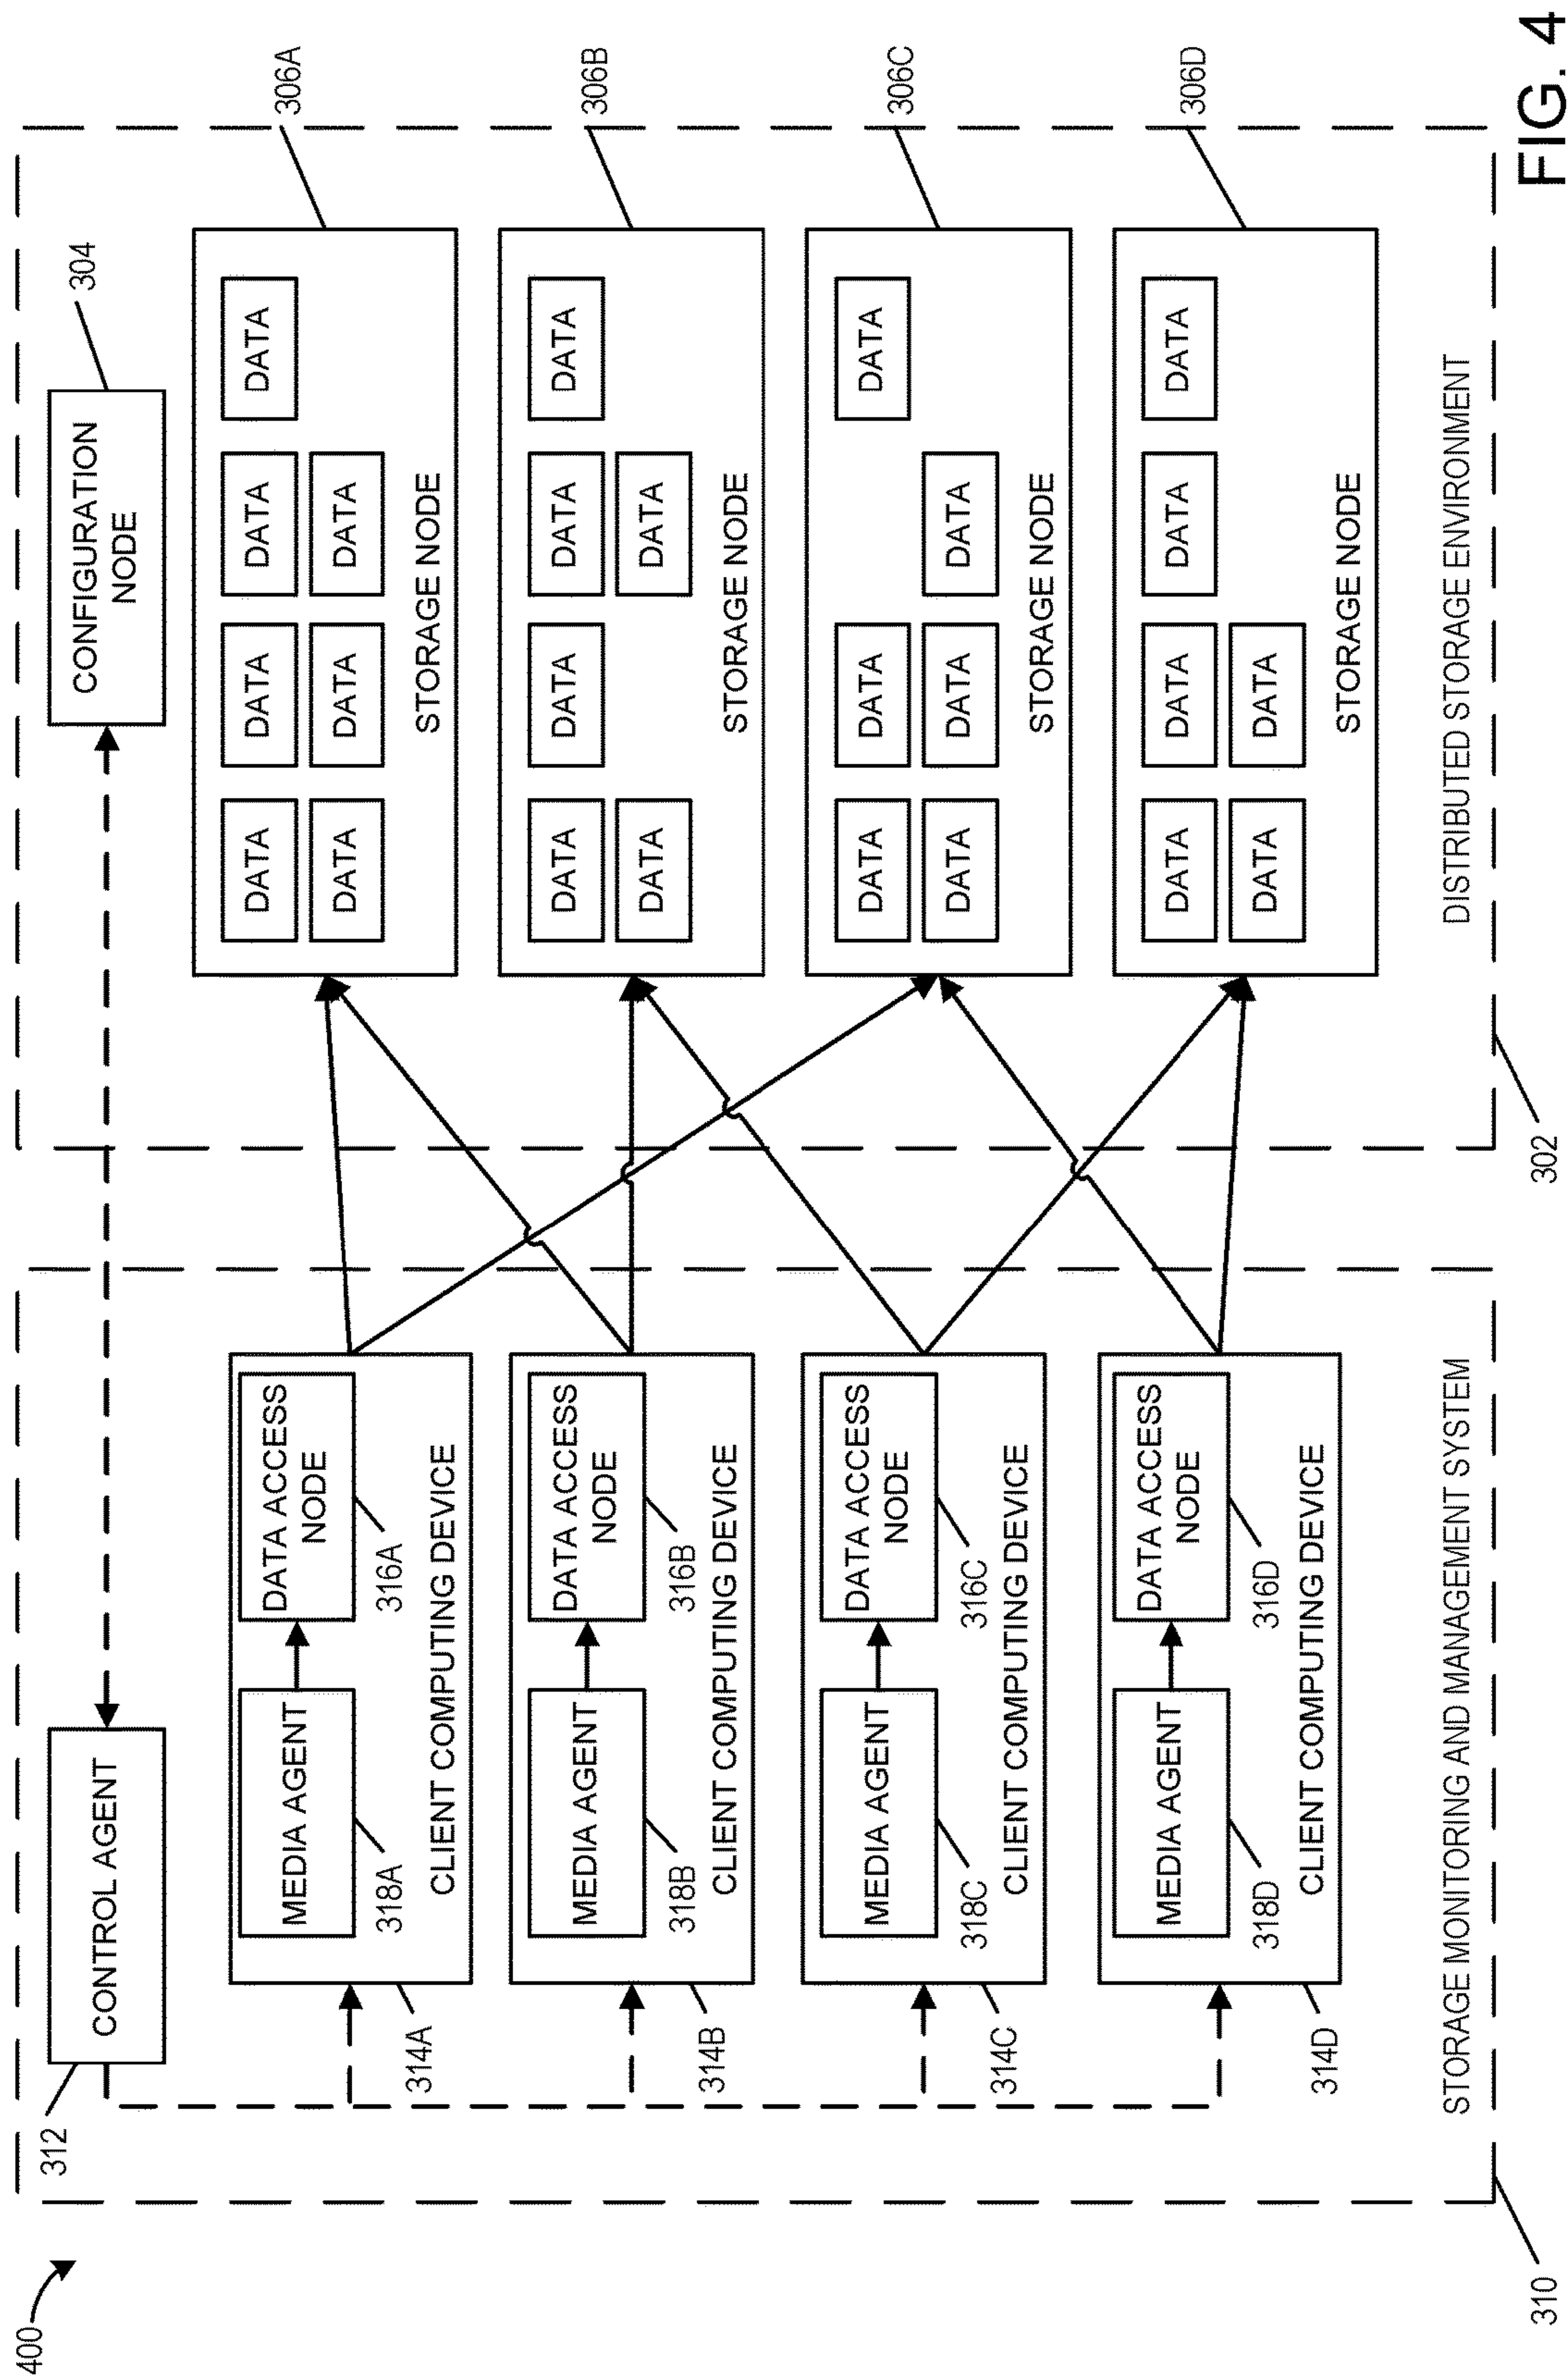 400
312
CONTROL AGENT
CONFIGURATION
NODE
304
314A
MEDIA AGENT
318A
DATA ACCESS
NODE
316A
CLIENT COMPUTING DEVICE
314B
MEDIA AGENT
318B
DATA ACCESS
NODE
316B
CLIENT COMPUTING DEVICE
314C
MEDIA AGENT
318C
DATA ACCESS
NODE
316C
CLIENT COMPUTING DEVICE
314D
MEDIA AGENT
318D
DATA ACCESS
NODE
316D
CLIENT COMPUTING DEVICE
STORAGE MONITORING AND MANAGEMENT SYSTEM
310
306A
DATA DATA DATA DATA
DATA DATA DATA
STORAGE NODE
306B
DATA DATA DATA DATA
DATA DATA
STORAGE NODE
306C
DATA DATA DATA
DATA DATA DATA
STORAGE NODE
306D
DATA DATA DATA DATA
DATA DATA
STORAGE NODE
DISTRIBUTED STORAGE ENVIRONMENT
302
FIG. 4